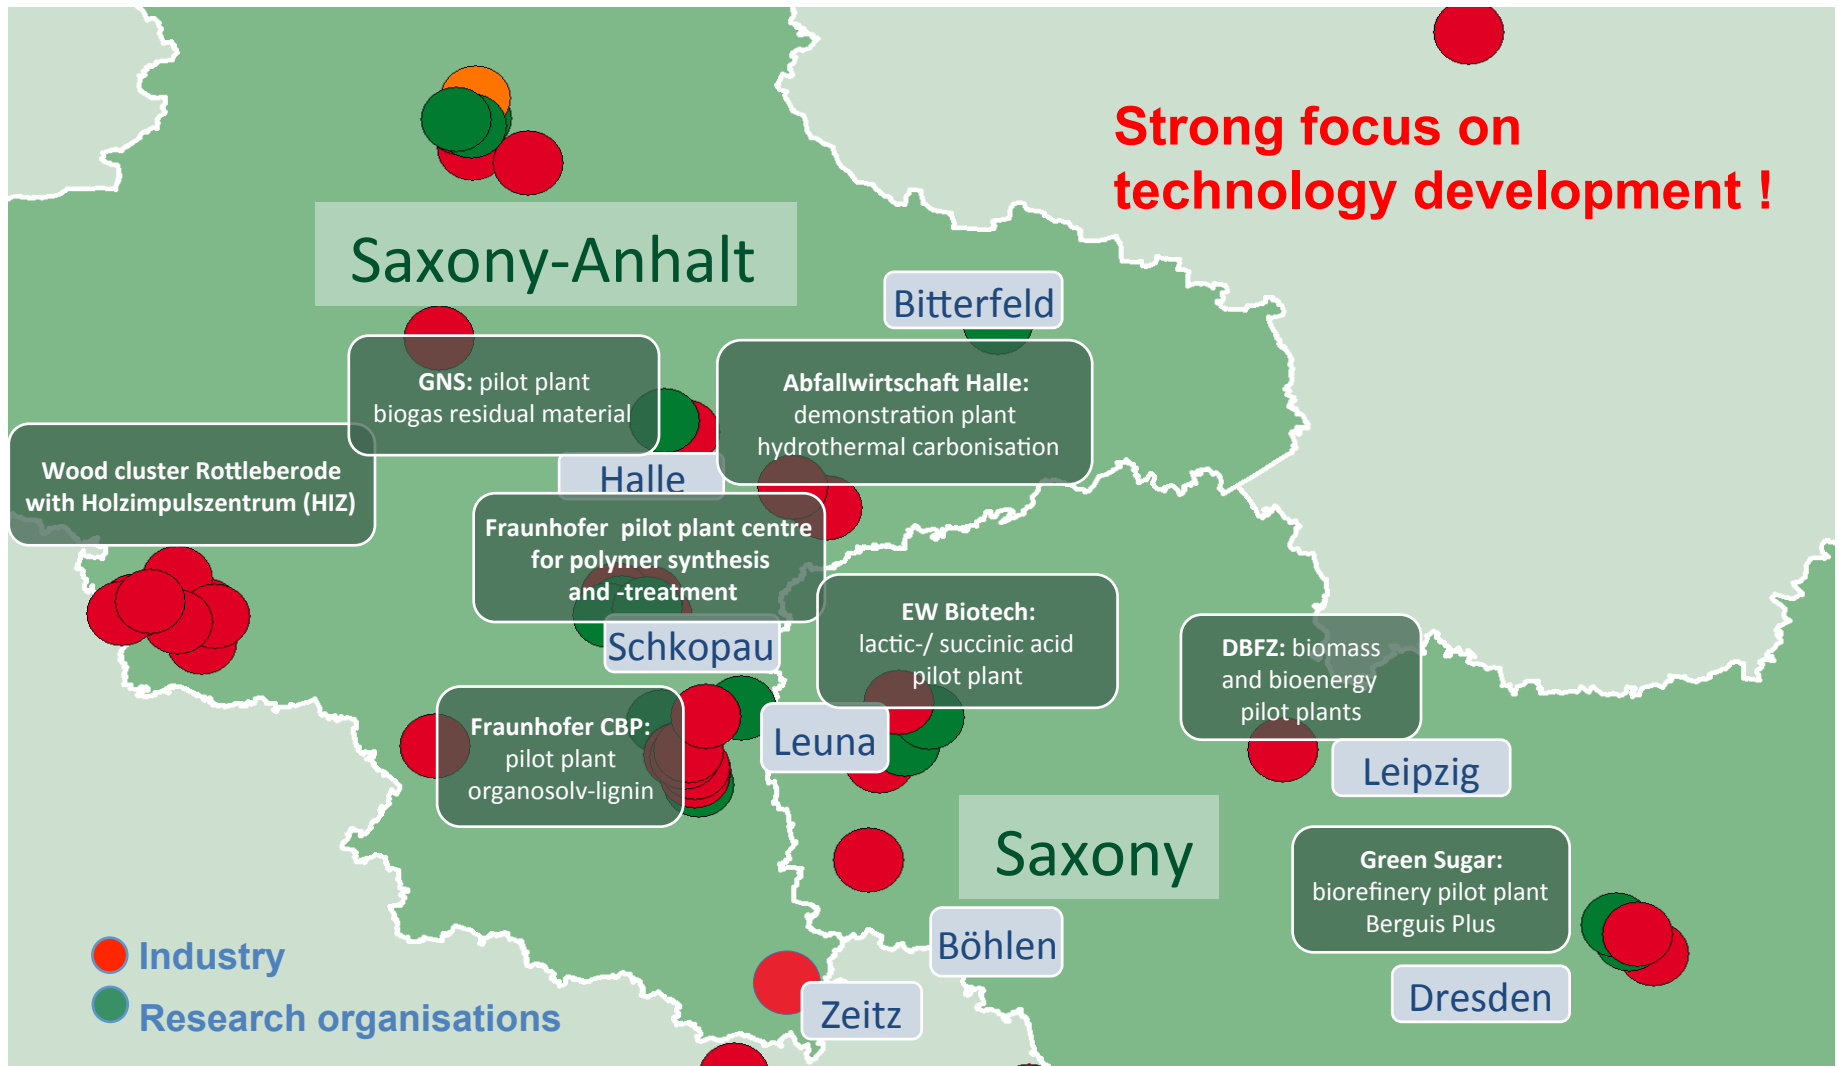 Strong focus on
technology development !
Saxony-Anhalt
Bitterfeld
GNS: pilot plant
biogas residual material
Abfallwirtschaft Halle:
demonstration plant
hydrothermal carbonisation
Wood cluster Rottleberode
with Holzimpulszentrum (HIZ)
Halle
Fraunhofer pilot plant centre
for polymer synthesis
and -treatment
Schkopau
EW Biotech:
lactic-/ succinic acid
pilot plant
DBFZ: biomass
and bioenergy
pilot plants
Fraunhofer CBP:
pilot plant
organosolv-lignin
Leuna
Leipzig
Saxony
Green Sugar:
biorefinery pilot plant
Berguis Plus
Böhlen
Industry
Dresden
Zeitz
Research organisations